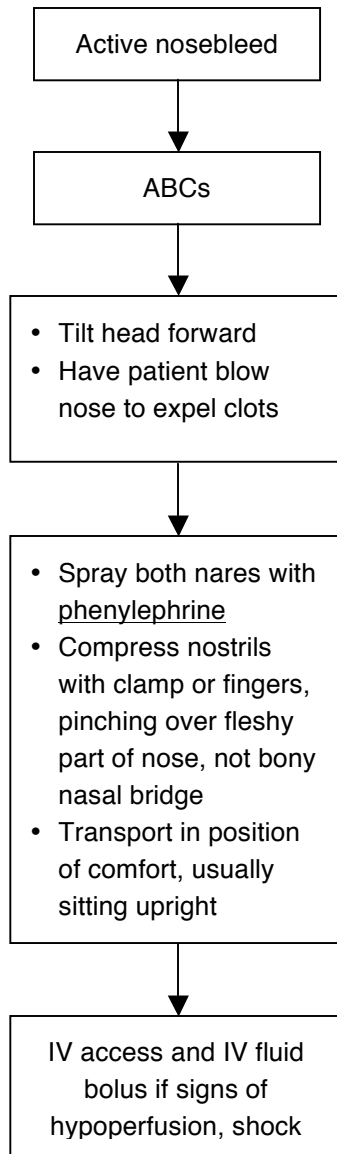 Active nosebleed
ABCs
• Tilt head forward
• Have patient blow
nose to expel clots
• Spray both nares with
phenylephrine
• Compress nostrils
with clamp or fingers,
pinching over fleshy
part of nose, not bony
nasal bridge
• Transport in position
of comfort, usually
sitting upright
IV access and IV fluid
bolus if signs of
hypoperfusion, shock